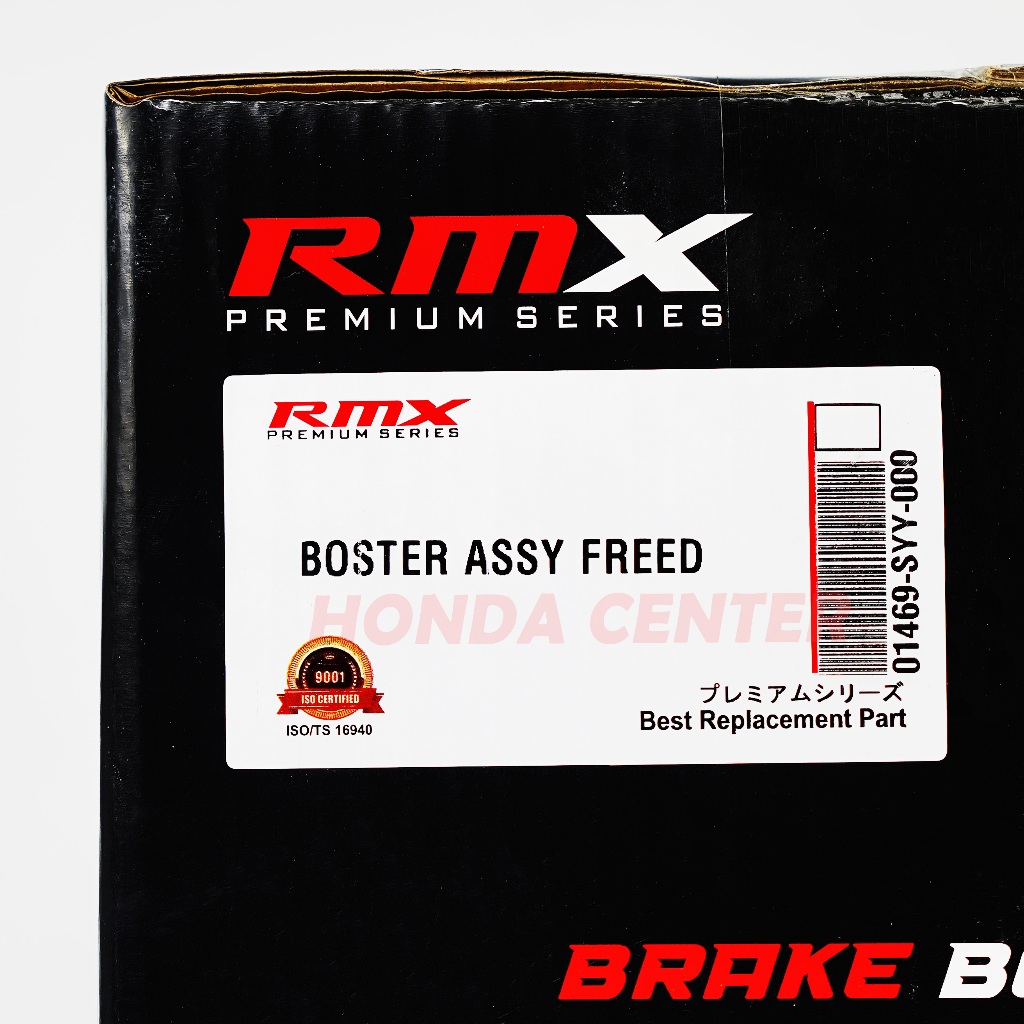 RMX
PREMIUM SERIES
RMX
PREMIUM SERIES
BOSTER ASSY FREED
HONDA CENTER
01469-SYY-000
9001
ISO CERTIFIED
ISO/TS 16940
プレミアムシリーズ
Best Replacement Part
BRAKE